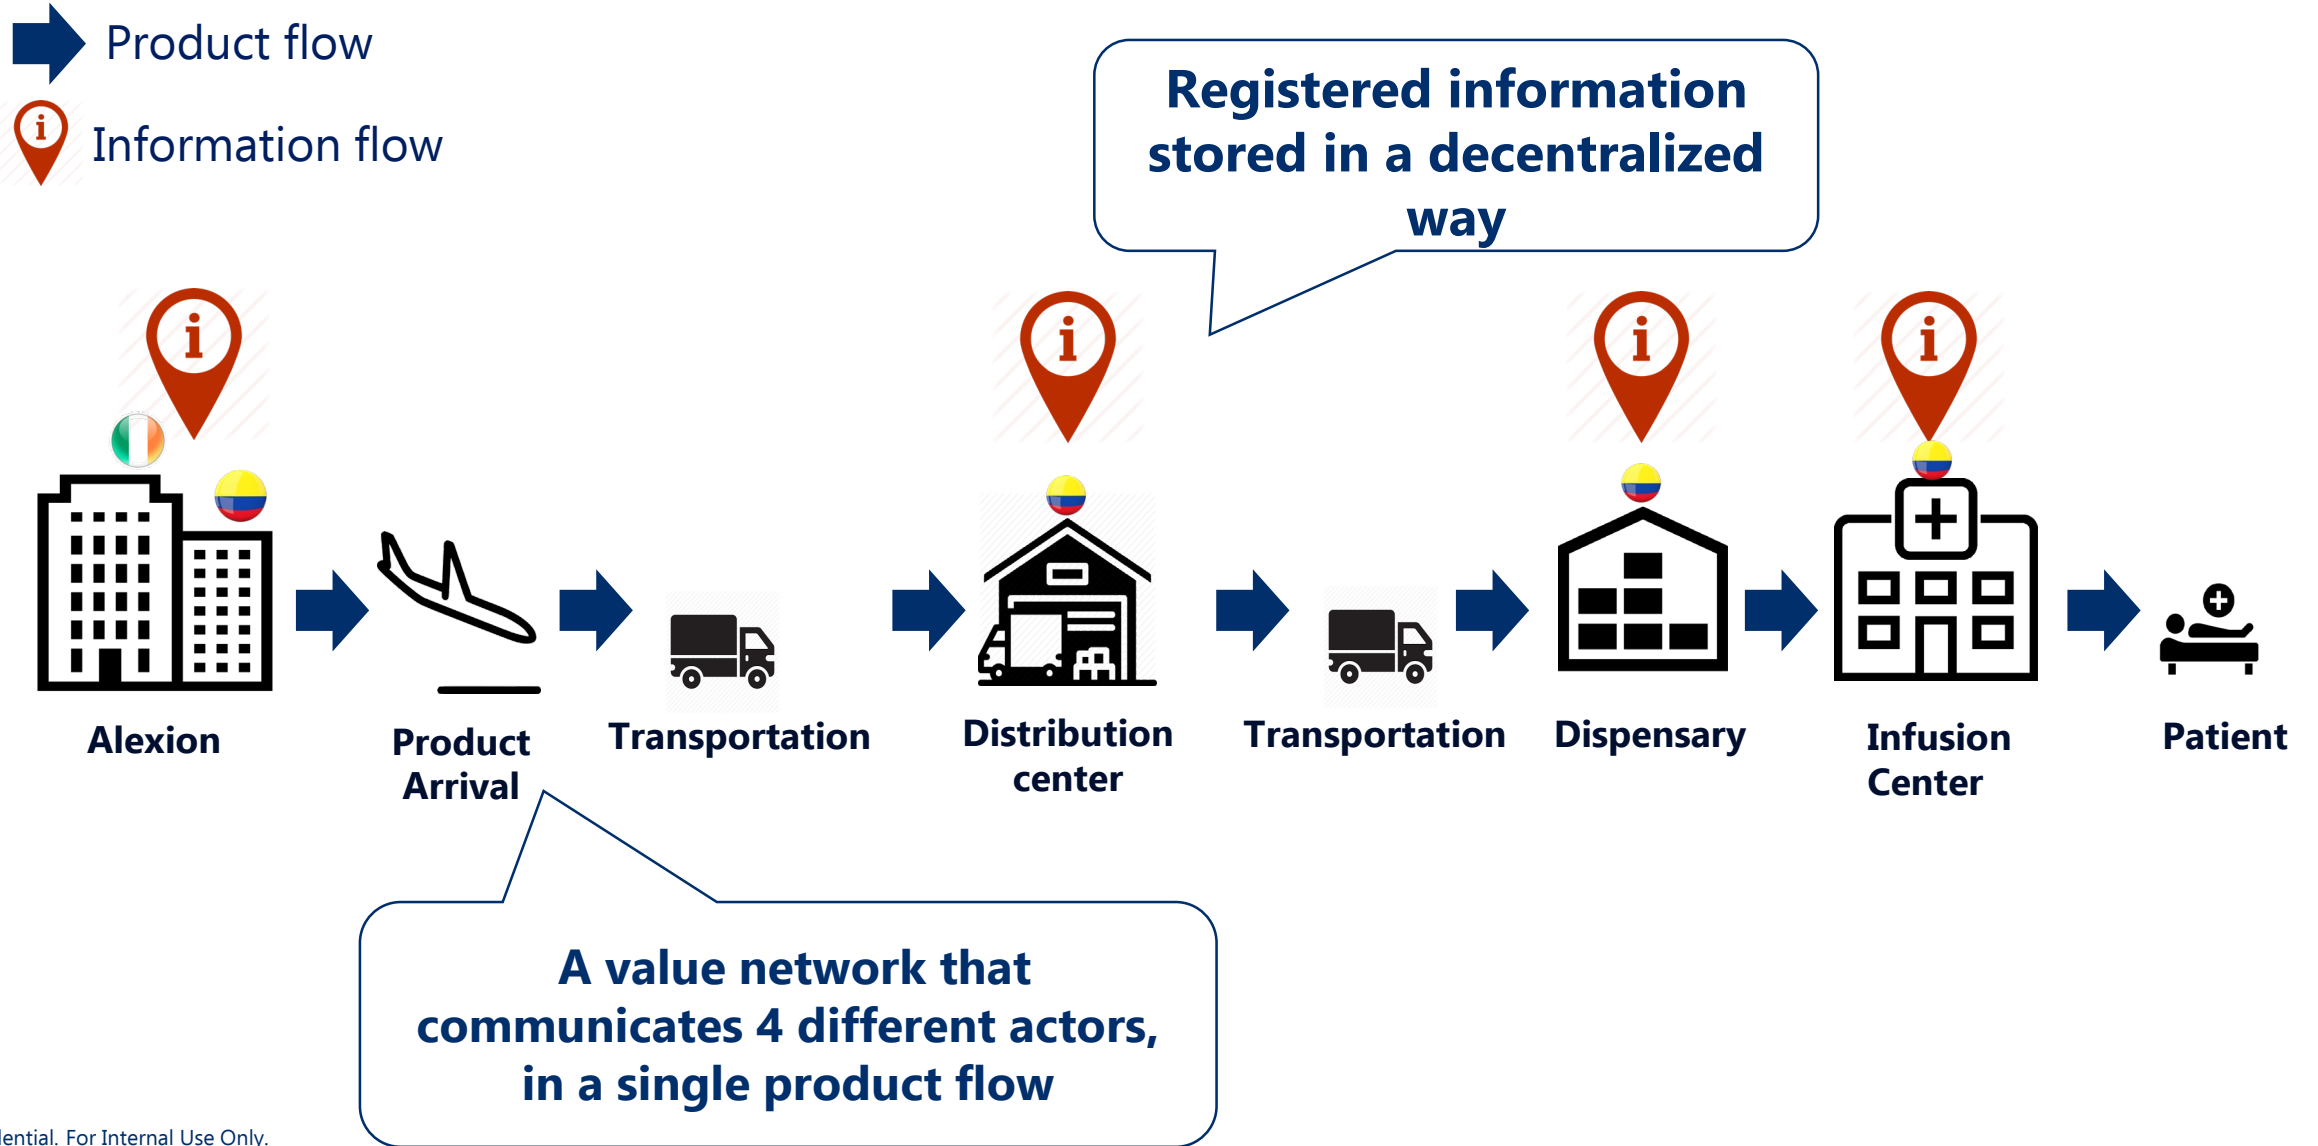 Product flow
Information flow
Registered information
stored in a decentralized
way
i
i
i
i
i
Alexion
Product
Arrival
Transportation
Distribution
center
Transportation
Dispensary
Infusion
Center
Patient
A value network that
communicates 4 different actors,
in a single product flow
For Internal Use Only.